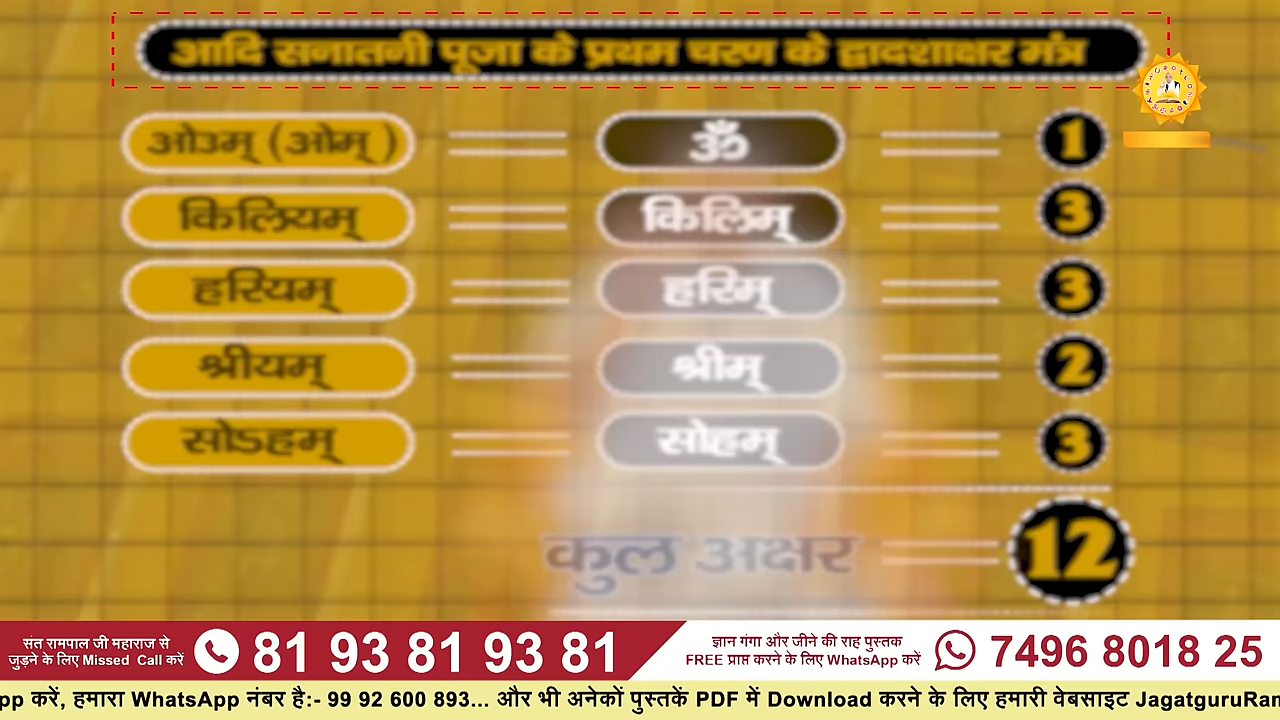 आदि सनातनी पूजा के प्रथम चरण के द्वादशाक्षर मंत्र
ओउम् (ओम्) ॐ 1
किलियम् किलिम् 3
हरियम् हरिम् 3
श्रीयम् श्रीम् 2
सोऽहम् सोहम् 3
कुल अक्षर 12
संत रामपाल जी महाराज से
जुड़ने के लिए Missed Call करें
81 93 81 93 81
ज्ञान गंगा और जीने की राह पुस्तक
FREE प्राप्त करने के लिए WhatsApp करें
7496 8018 25
pp करें, हमारा WhatsApp नंबर है:- 99 92 600 893... और भी अनेकों पुस्तकें PDF में Download करने के लिए हमारी वेबसाइट JagatguruRan